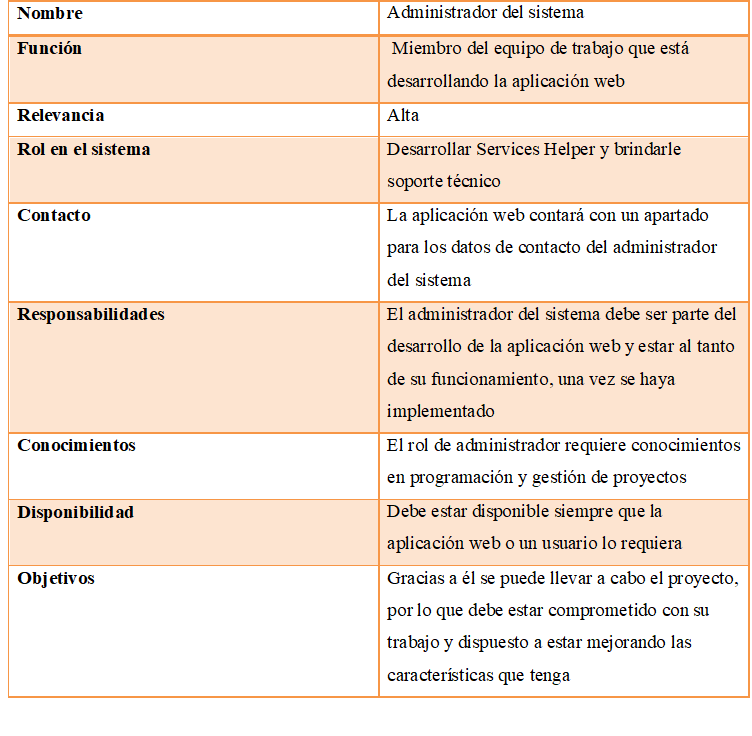 Nombre
Administrador del sistema
Función
Miembro del equipo de trabajo que está
desarrollando la aplicación web
Relevancia
Alta
Rol en el sistema
Desarrollar Services Helper y brindarle
soporte técnico
Contacto
La aplicación web contará con un apartado
para los datos de contacto del administrador
del sistema
Responsabilidades
El administrador del sistema debe ser parte del
desarrollo de la aplicación web y estar al tanto
de su funcionamiento, una vez se haya
implementado
Conocimientos
El rol de administrador requiere conocimientos
en programación y gestión de proyectos
Disponibilidad
Debe estar disponible siempre que la
aplicación web o un usuario lo requiera
Objetivos
Gracias a él se puede llevar a cabo el proyecto,
por lo que debe estar comprometido con su
trabajo y dispuesto a estar mejorando las
características que tenga